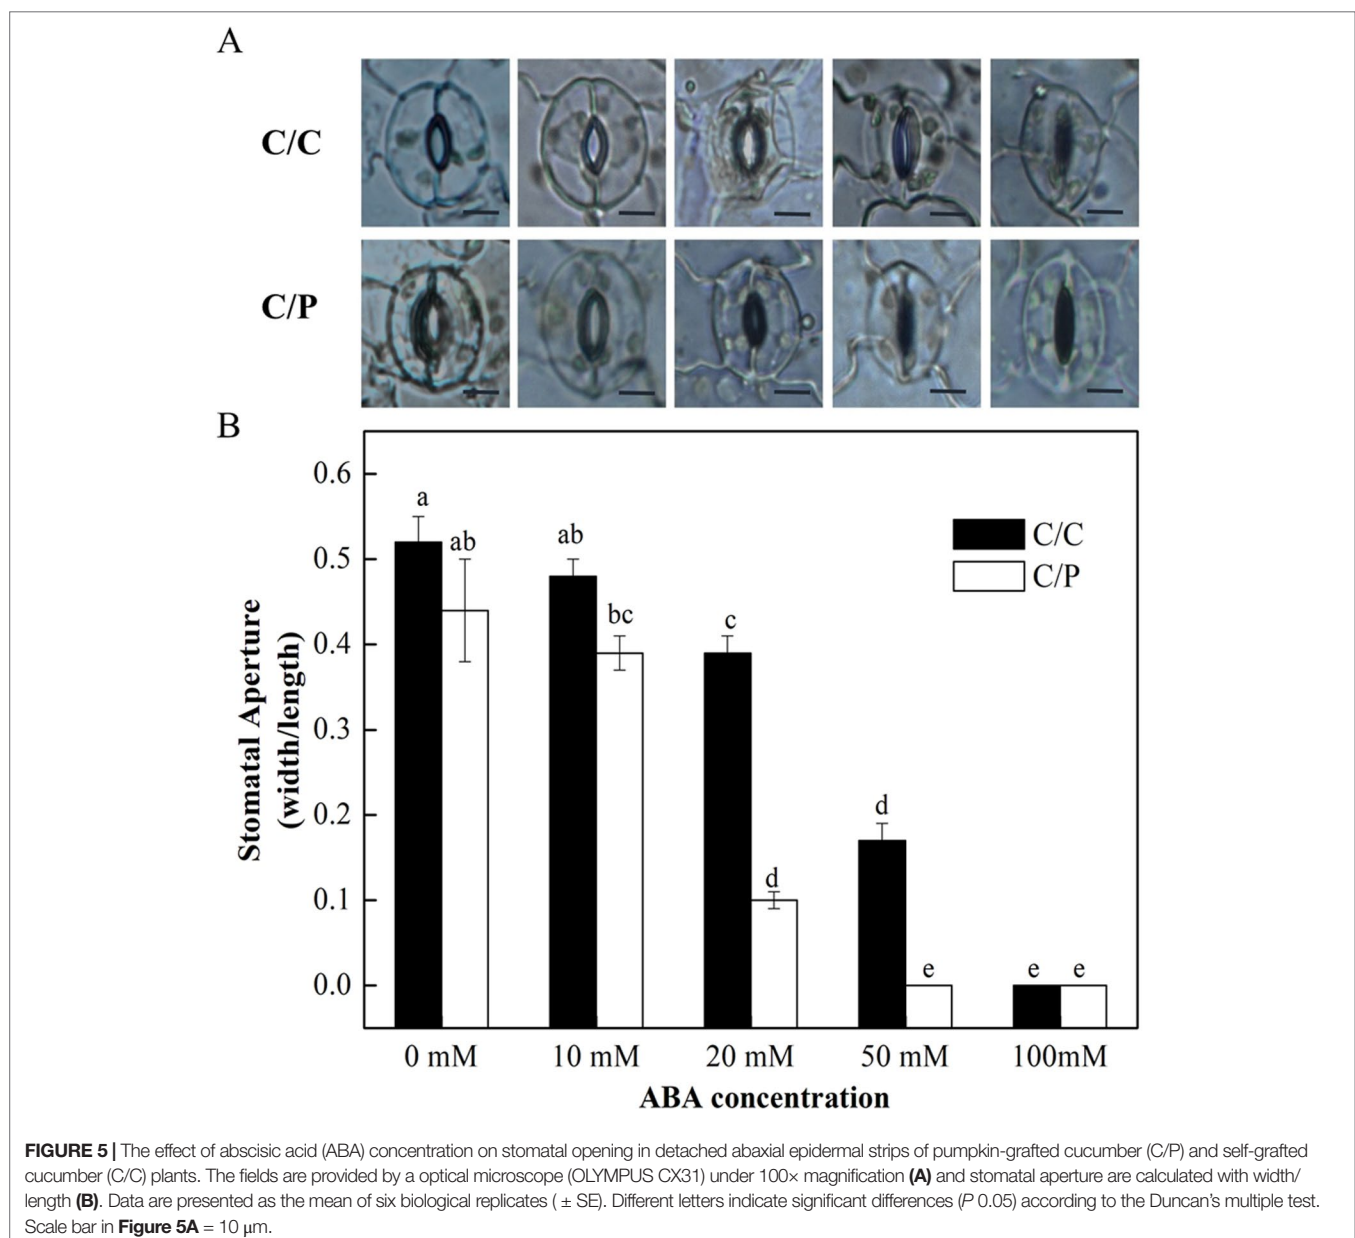 A
C/C
C/P
B
0.6
0.5
0.4
0.3
0.2
0.1
0.0
Stomatal Aperture
(width/length)
a
ab
ab
bc
c
d
d
e
e
e
C/C
C/P
0 mM
10 mM
20 mM
50 mM
100mM
ABA concentration
FIGURE 5 | The effect of abscisic acid (ABA) concentration on stomatal opening in detached abaxial epidermal strips of pumpkin-grafted cucumber (C/P) and self-grafted
cucumber (C/C) plants. The fields are provided by a optical microscope (OLYMPUS CX31) under 100× magnification (A) and stomatal aperture are calculated with width/
length (B). Data are presented as the mean of six biological replicates ( ± SE). Different letters indicate significant differences (P 0.05) according to the Duncan's multiple test.
Scale bar in Figure 5A = 10 μm.